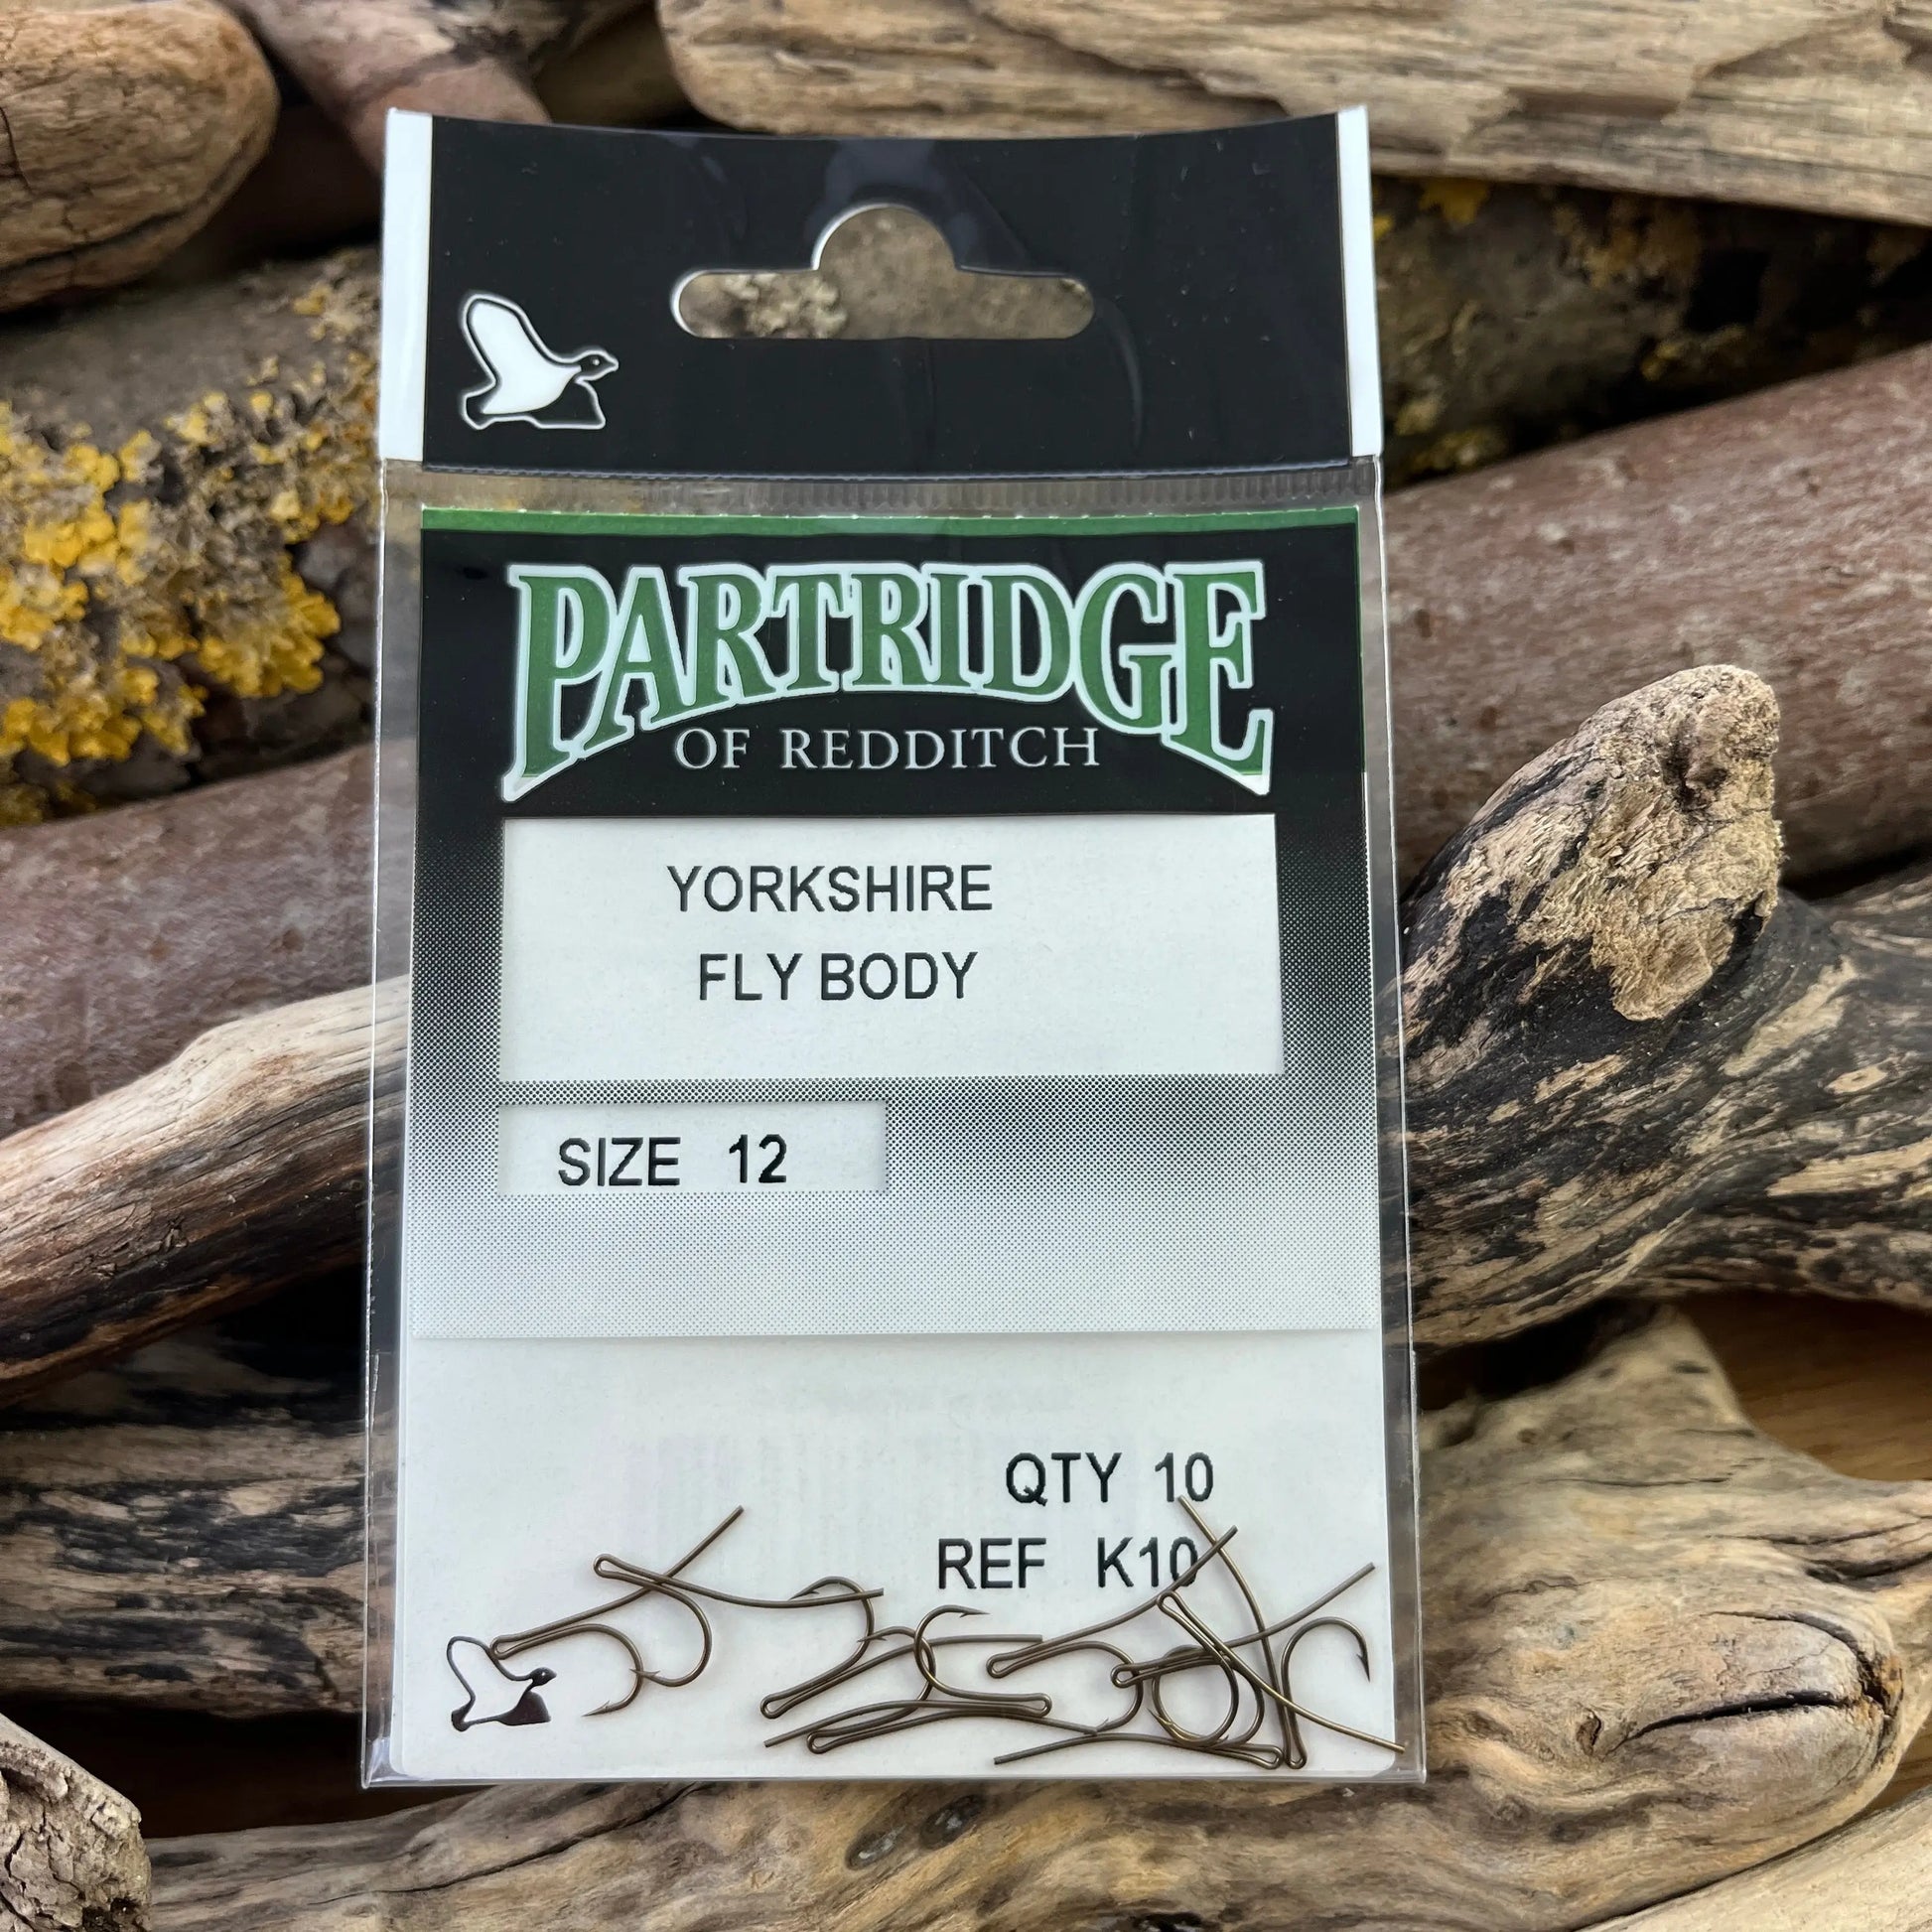 PARTRIDGE
OF REDDITCH
YORKSHIRE
FLY BODY
SIZE 12
QTY 10
REF K10